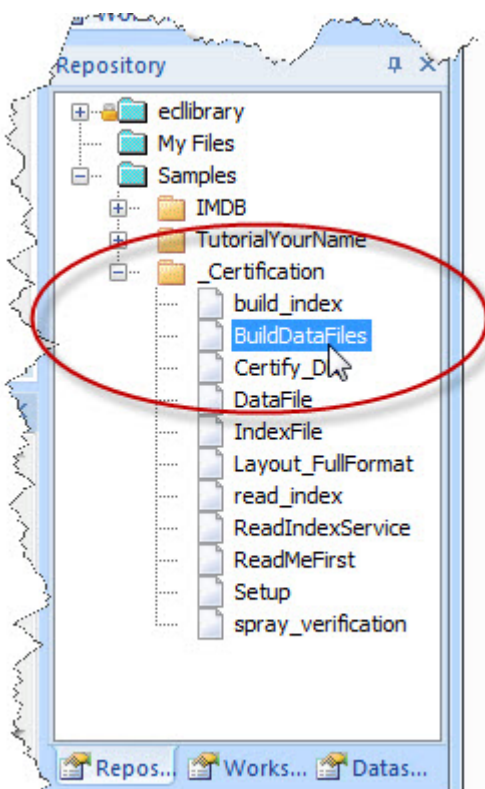 Repository
ecllibrary
My Files
Samples
IMDB
TutorialYourName
_Certification
build_index
BuildDataFiles
Certify_D
DataFile
IndexFile
Layout_FullFormat
read_index
ReadIndexService
ReadMeFirst
Setup
spray_verification
Repos... Works... Datas...